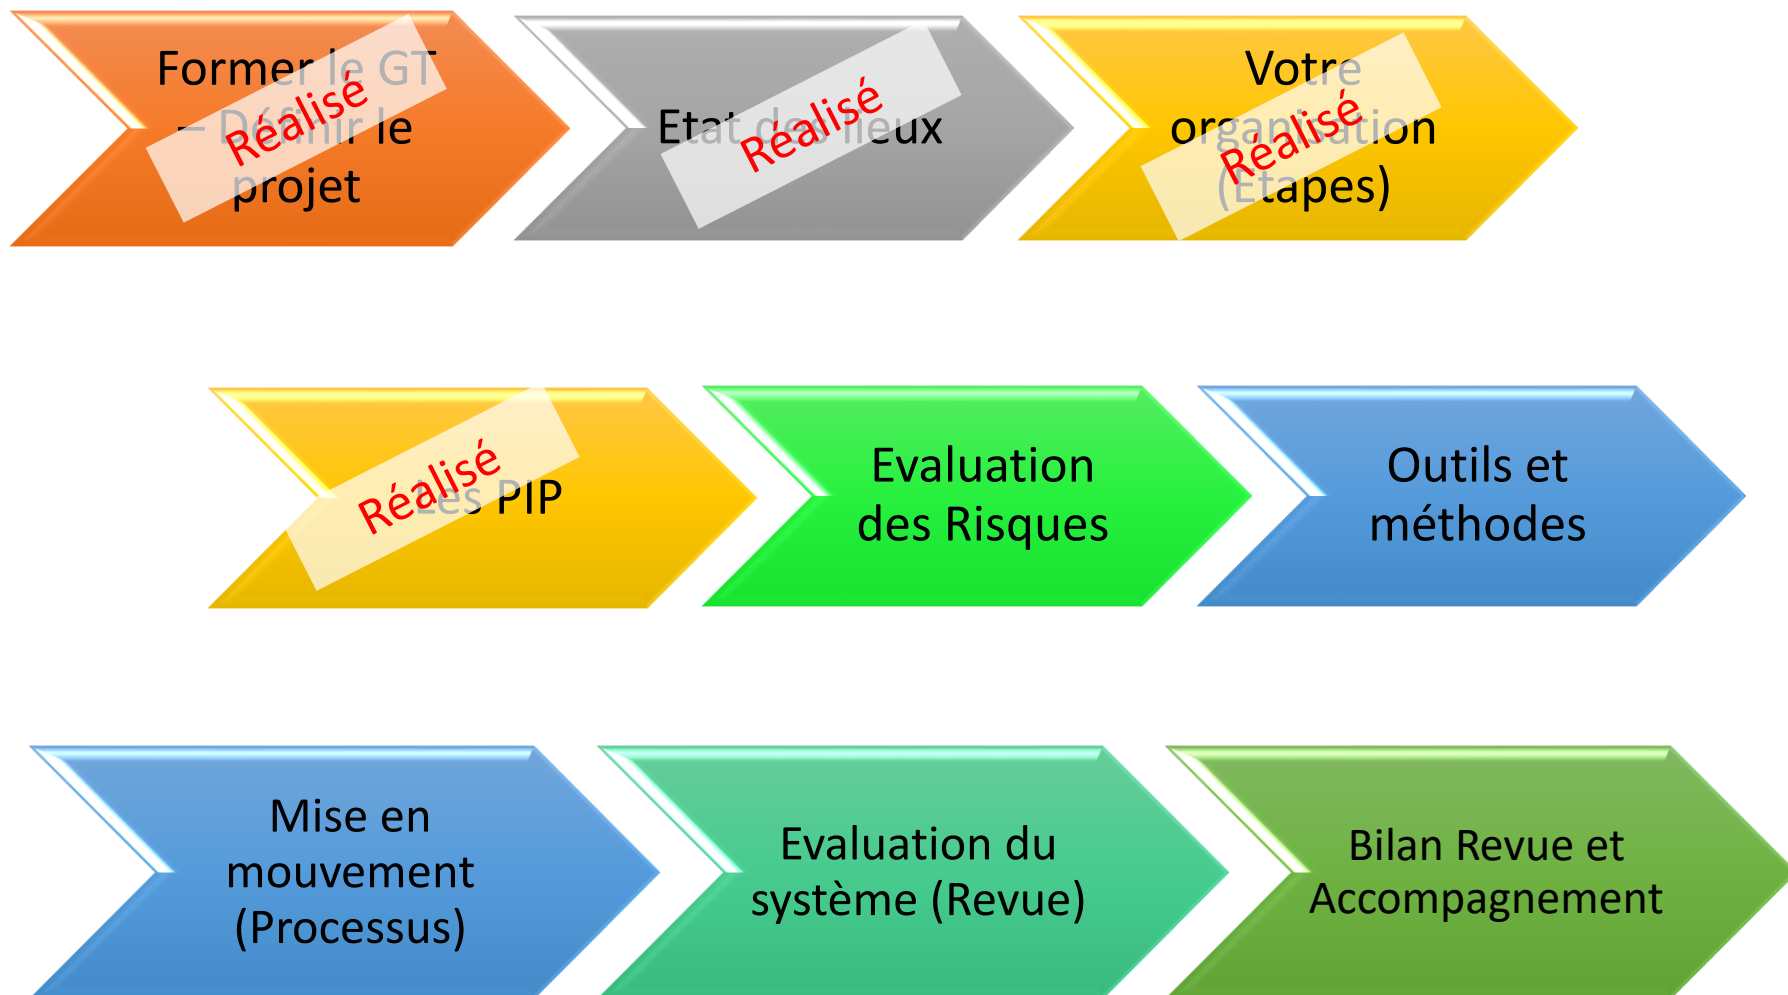 Former le GT
– Définir le
projet
Réalisé
Etat des lieux
Réalisé
Votre
organisation
(Etapes)
Réalisé
Les PIP
Réalisé
Evaluation
des Risques
Outils et
méthodes
Mise en
mouvement
(Processus)
Evaluation du
système (Revue)
Bilan Revue et
Accompagnement